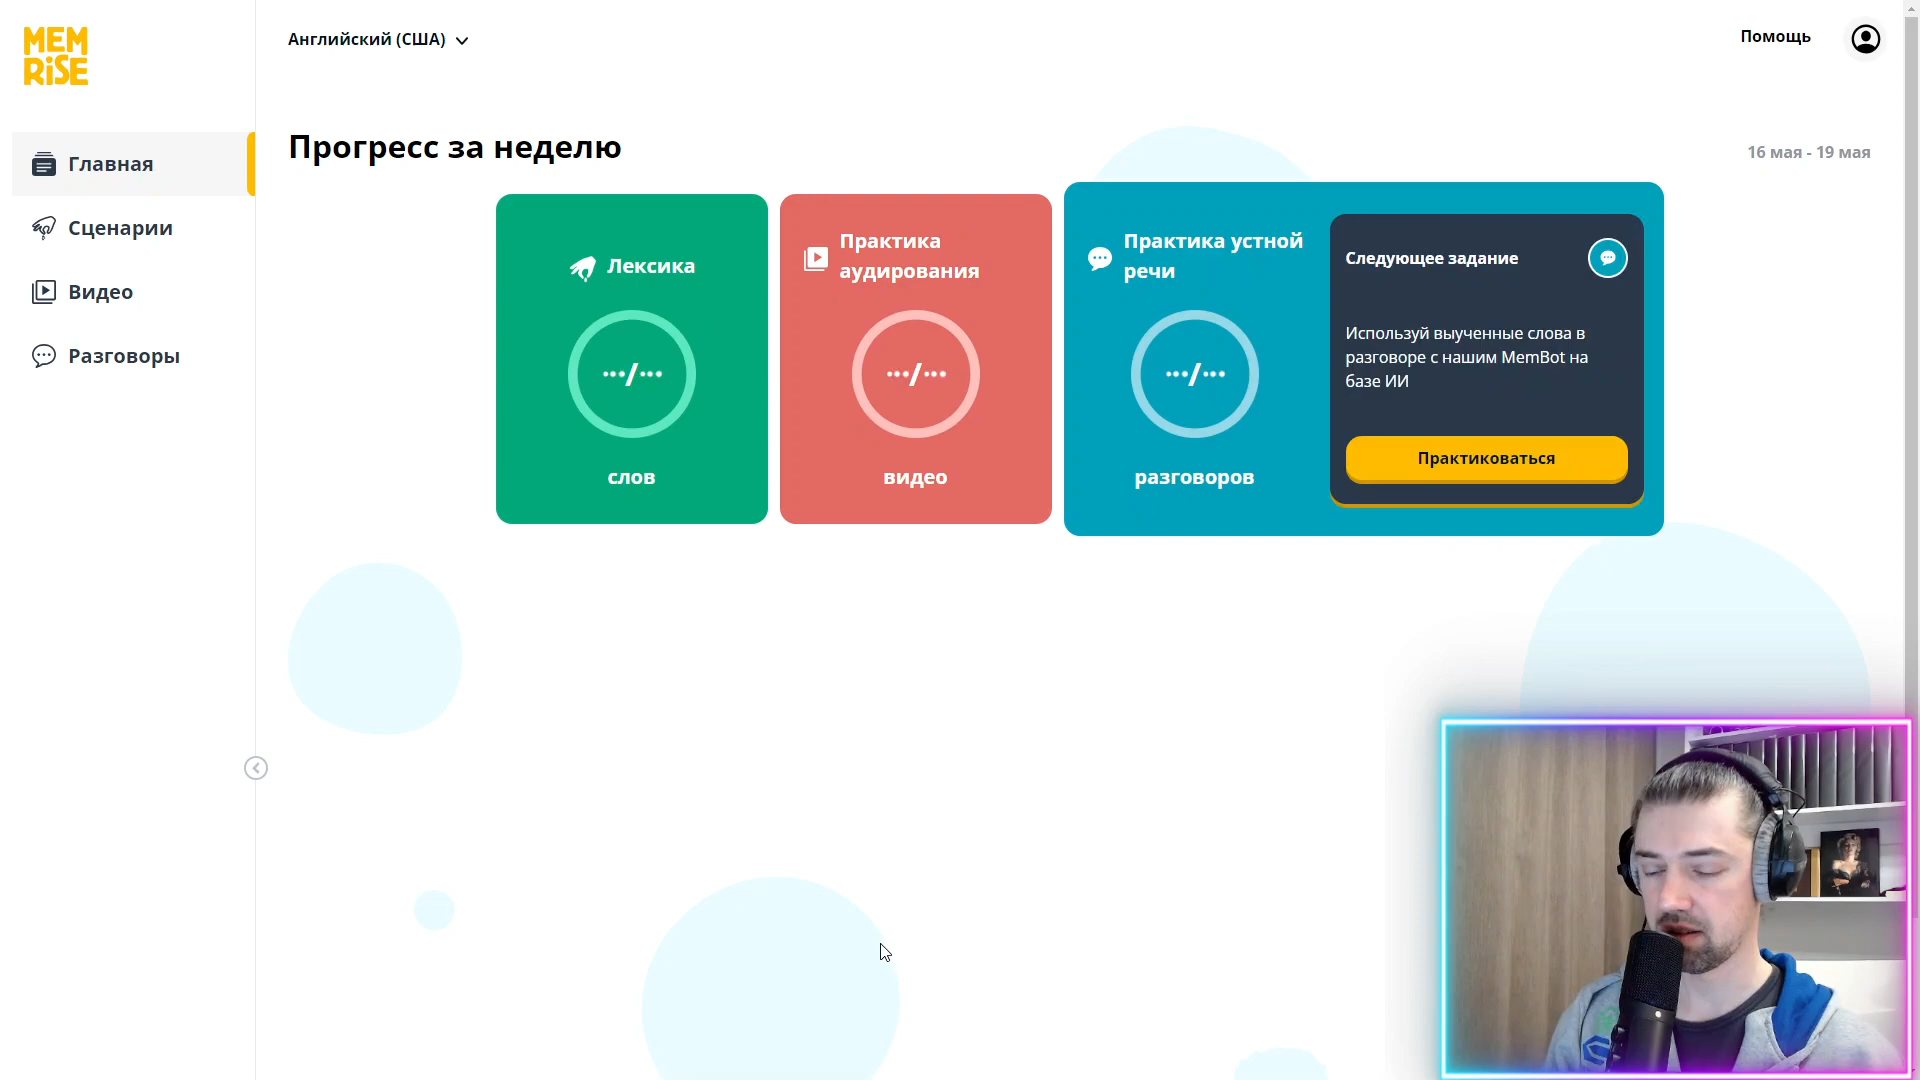 MEM
RiSE
Английский (США)
Помощь
Главная
Сценарии
Видео
Разговоры
Прогресс за неделю
16 мая - 19 мая
Лексика
···/···
слов
Практика
аудирования
···/···
видео
Практика устной
речи
···/···
разговоров
Следующее задание
Используй выученные слова в
разговоре с нашим MemBot на
базе ИИ
Практиковаться